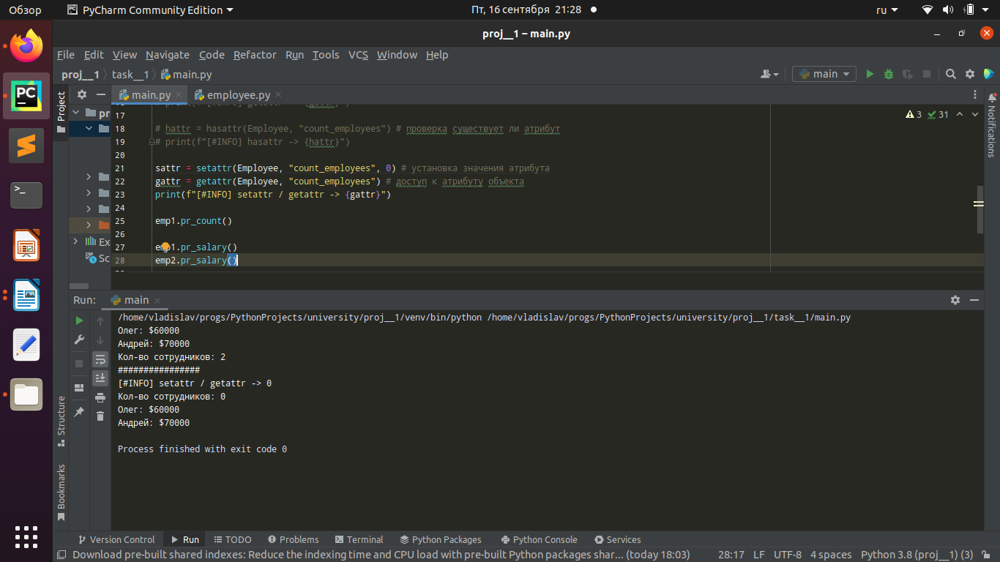 Обзор PyCharm Community Edition Пт, 16 сентября 21:28 ru
proj__1 – main.py
File Edit View Navigate Code Refactor Run Tools VCS Window Help
proj__1 task__1 main.py main
Project main.py employee.py
17
3 31
18 # hattr = hasattr(Employee, "count_employees") # проверка существует ли атрибут
19 # print(f"[#INFO] hasattr -> {hattr}")
20
21 sattr = setattr(Employee, "count_employees", 0) # установка значения атрибута
22 gattr = getattr(Employee, "count_employees") # доступ к атрибуту объекта
23 print(f"[#INFO] setattr / getattr -> {gattr}")
24
25 emp1.pr_count()
26
27 emp1.pr_salary()
28 emp2.pr_salary()
pr
Ex
Sc
Notifications
Run: main
/home/vladislav/progs/PythonProjects/university/proj__1/venv/bin/python /home/vladislav/progs/PythonProjects/university/proj__1/task__1/main.py
Олег: $60000
Андрей: $70000
Кол-во сотрудников: 2
################
[#INFO] setattr / getattr -> 0
Кол-во сотрудников: 0
Олег: $60000
Андрей: $70000
Process finished with exit code 0
Structure
Bookmarks
Version Control Run TODO Problems Terminal Python Packages Python Console Services
Download pre-built shared indexes: Reduce the indexing time and CPU load with pre-built Python packages shar... (today 18:03) 28:17 LF UTF-8 4 spaces Python 3.8 (proj__1) (3)